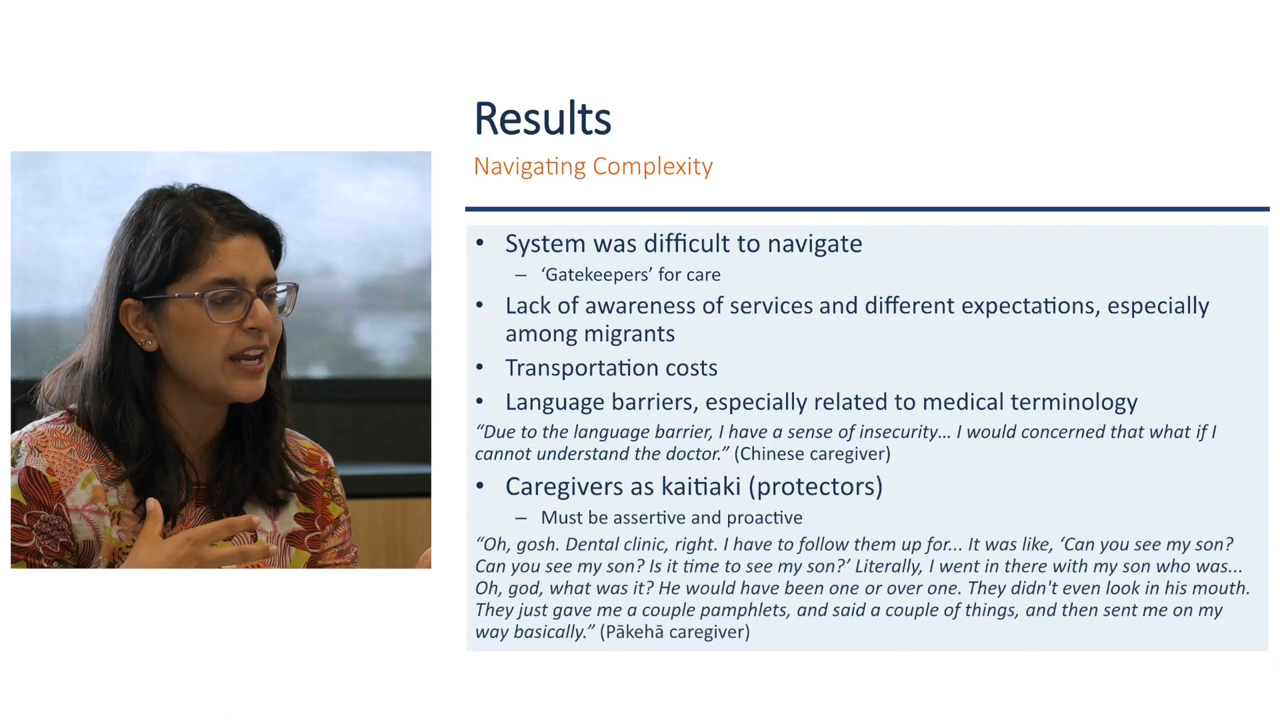 Results
Navigating Complexity
• System was difficult to navigate
– ‘Gatekeepers’ for care
• Lack of awareness of services and different expectations, especially
among migrants
• Transportation costs
• Language barriers, especially related to medical terminology
“Due to the language barrier, I have a sense of insecurity… I would concerned that what if I
cannot understand the doctor.” (Chinese caregiver)
• Caregivers as kaitiaki (protectors)
– Must be assertive and proactive
“Oh, gosh. Dental clinic, right. I have to follow them up for... It was like, ‘Can you see my son?
Can you see my son? Is it time to see my son?’ Literally, I went in there with my son who was...
Oh, god, what was it? He would have been one or over one. They didn't even look in his mouth.
They just gave me a couple pamphlets, and said a couple of things, and then sent me on my
way basically.” (Pākehā caregiver)